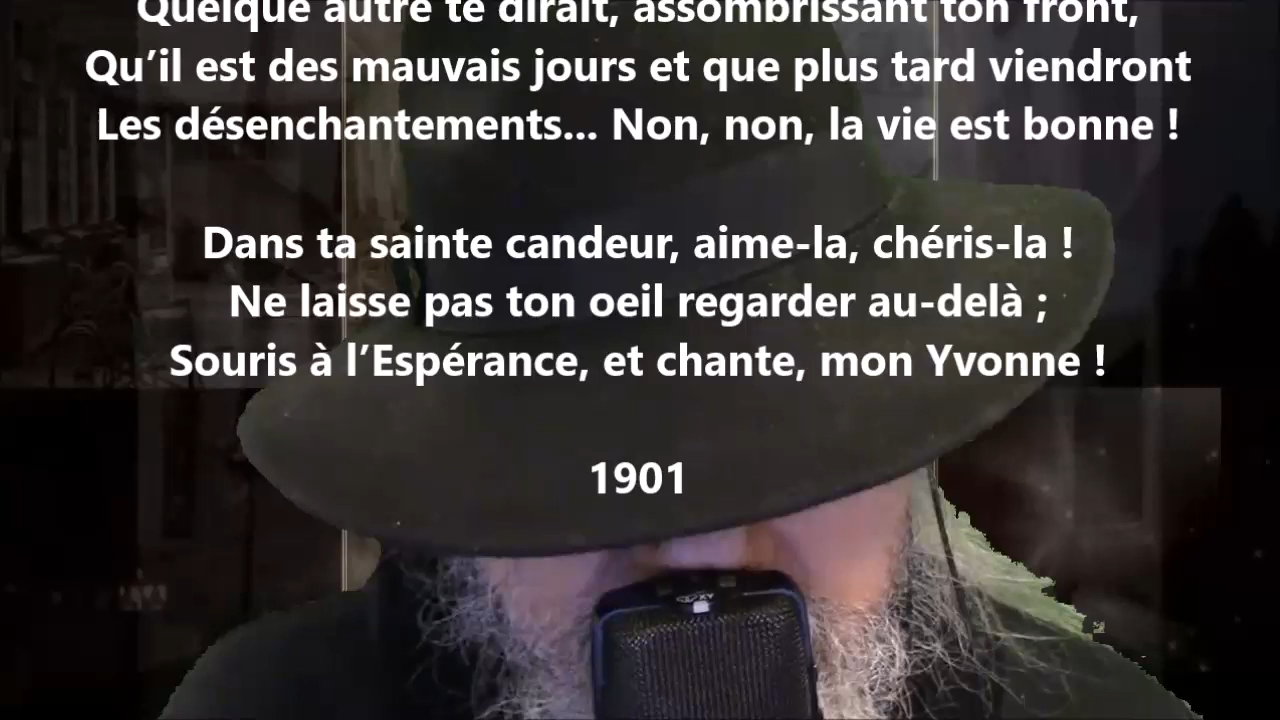 Quelque autre te dirait, assombrissant ton front,
Qu’il est des mauvais jours et que plus tard viendront
Les désenchantements... Non, non, la vie est bonne !
Dans ta sainte candeur, aime-la, chéris-la !
Ne laisse pas ton oeil regarder au-delà ;
Souris à l’Espérance, et chante, mon Yvonne !
1901